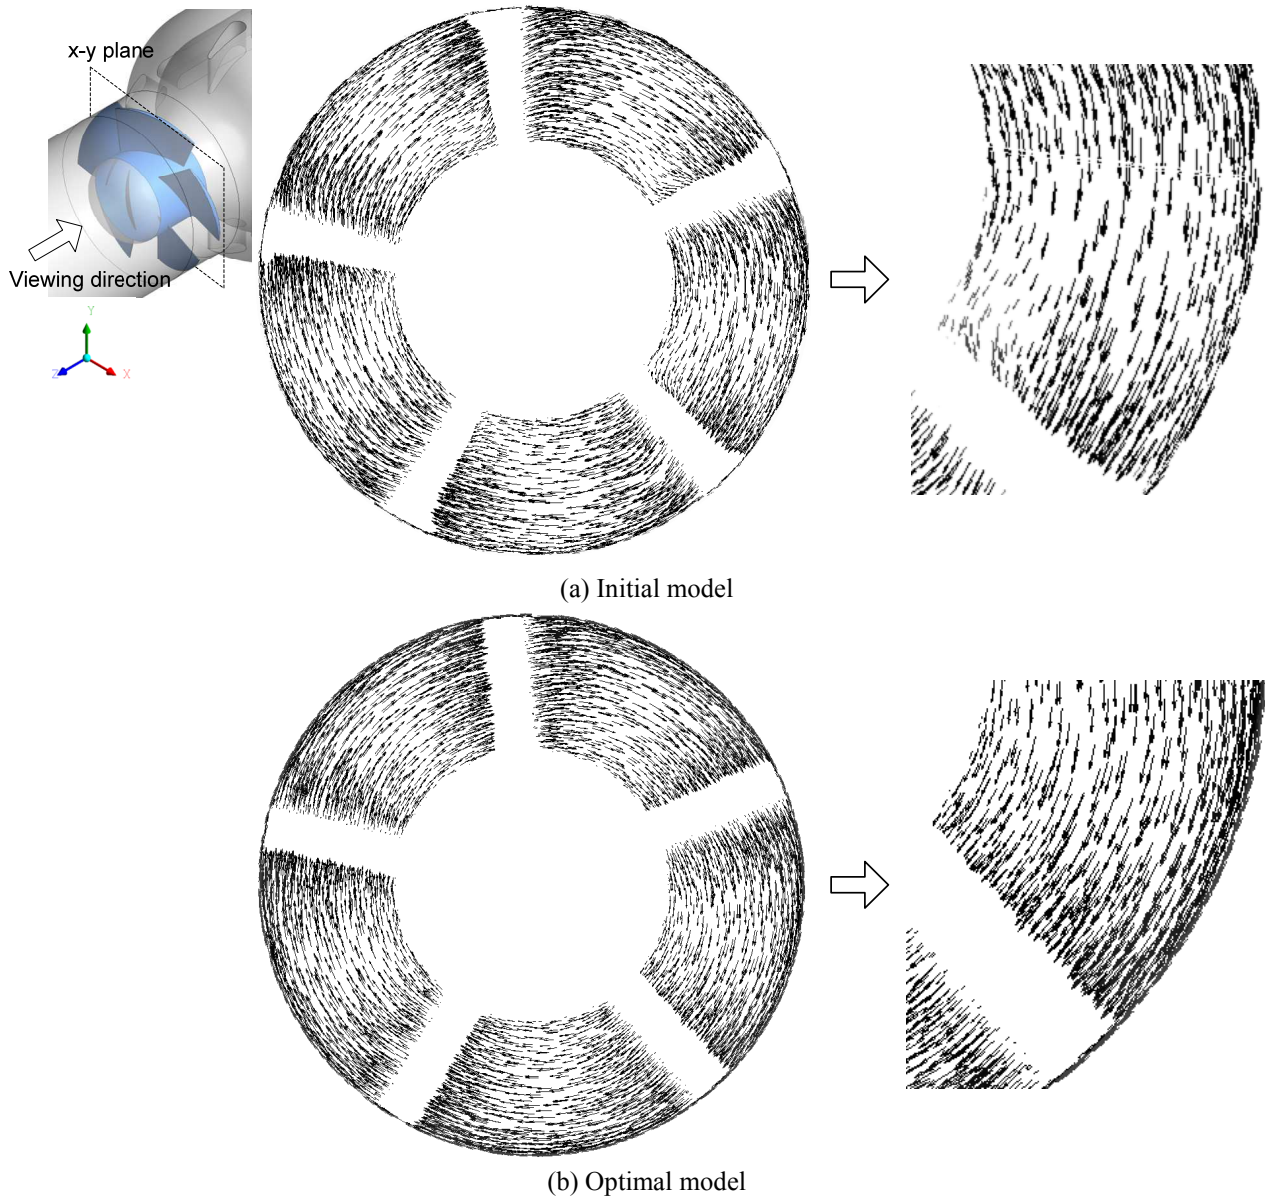 x-y plane
Viewing direction
Y
Z
X
(a) Initial model
(b) Optimal model